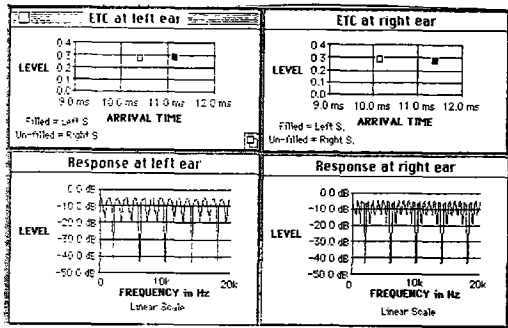 ETC at left ear
0.4
0.3
0.2
0.1
0.0
LEVEL
9.0 ms 10.0 ms 11.0 ms 12.0 ms
ARRIVAL TIME
Filled = Left S.
Un-filled = Right S.
ETC at right ear
0.4
0.3
0.2
0.1
0.0
LEVEL
9.0 ms 10.0 ms 11.0 ms 12.0 ms
ARRIVAL TIME
Filled = Left S.
Un-filled = Right S.
Response at left ear
0.0 dB
-10.0 dB
-20.0 dB
-30.0 dB
-40.0 dB
-50.0 dB
LEVEL
0 10k 20k
FREQUENCY in Hz
Linear Scale
Response at right ear
0.0 dB
-10.0 dB
-20.0 dB
-30.0 dB
-40.0 dB
-50.0 dB
LEVEL
0 10k 20k
FREQUENCY in Hz
Linear Scale